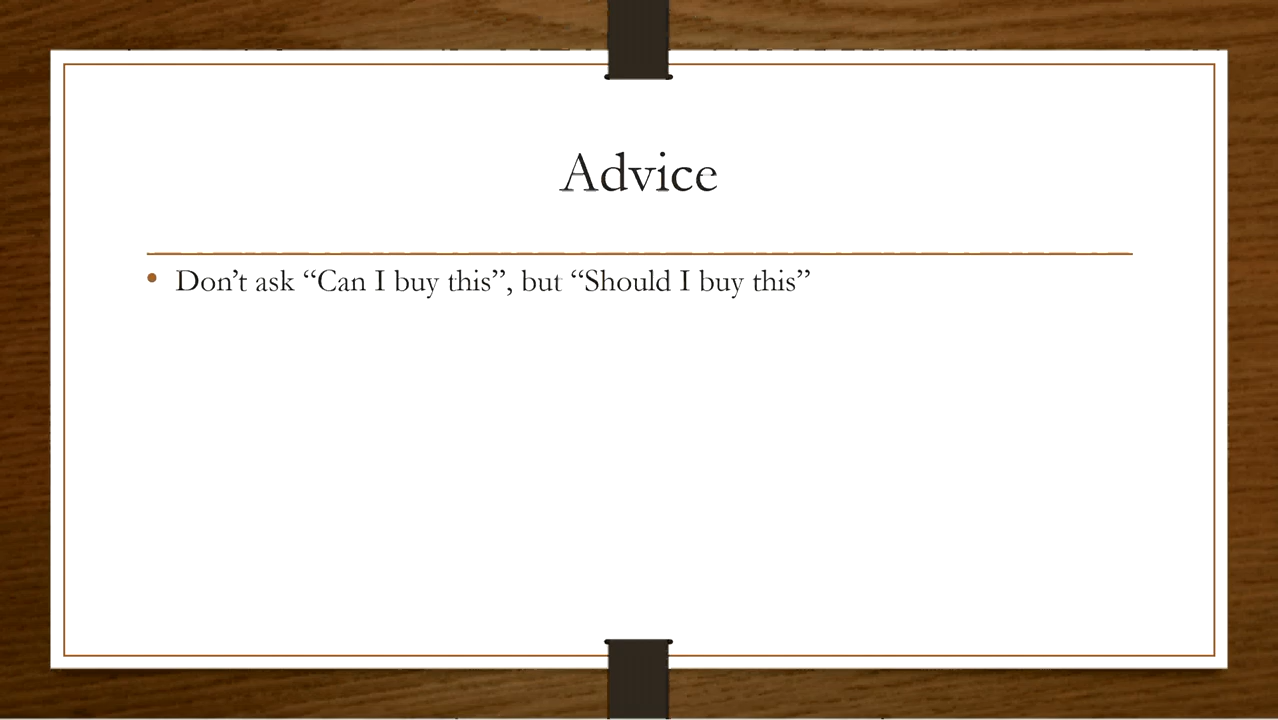 Advice
• Don’t ask “Can I buy this”, but “Should I buy this”